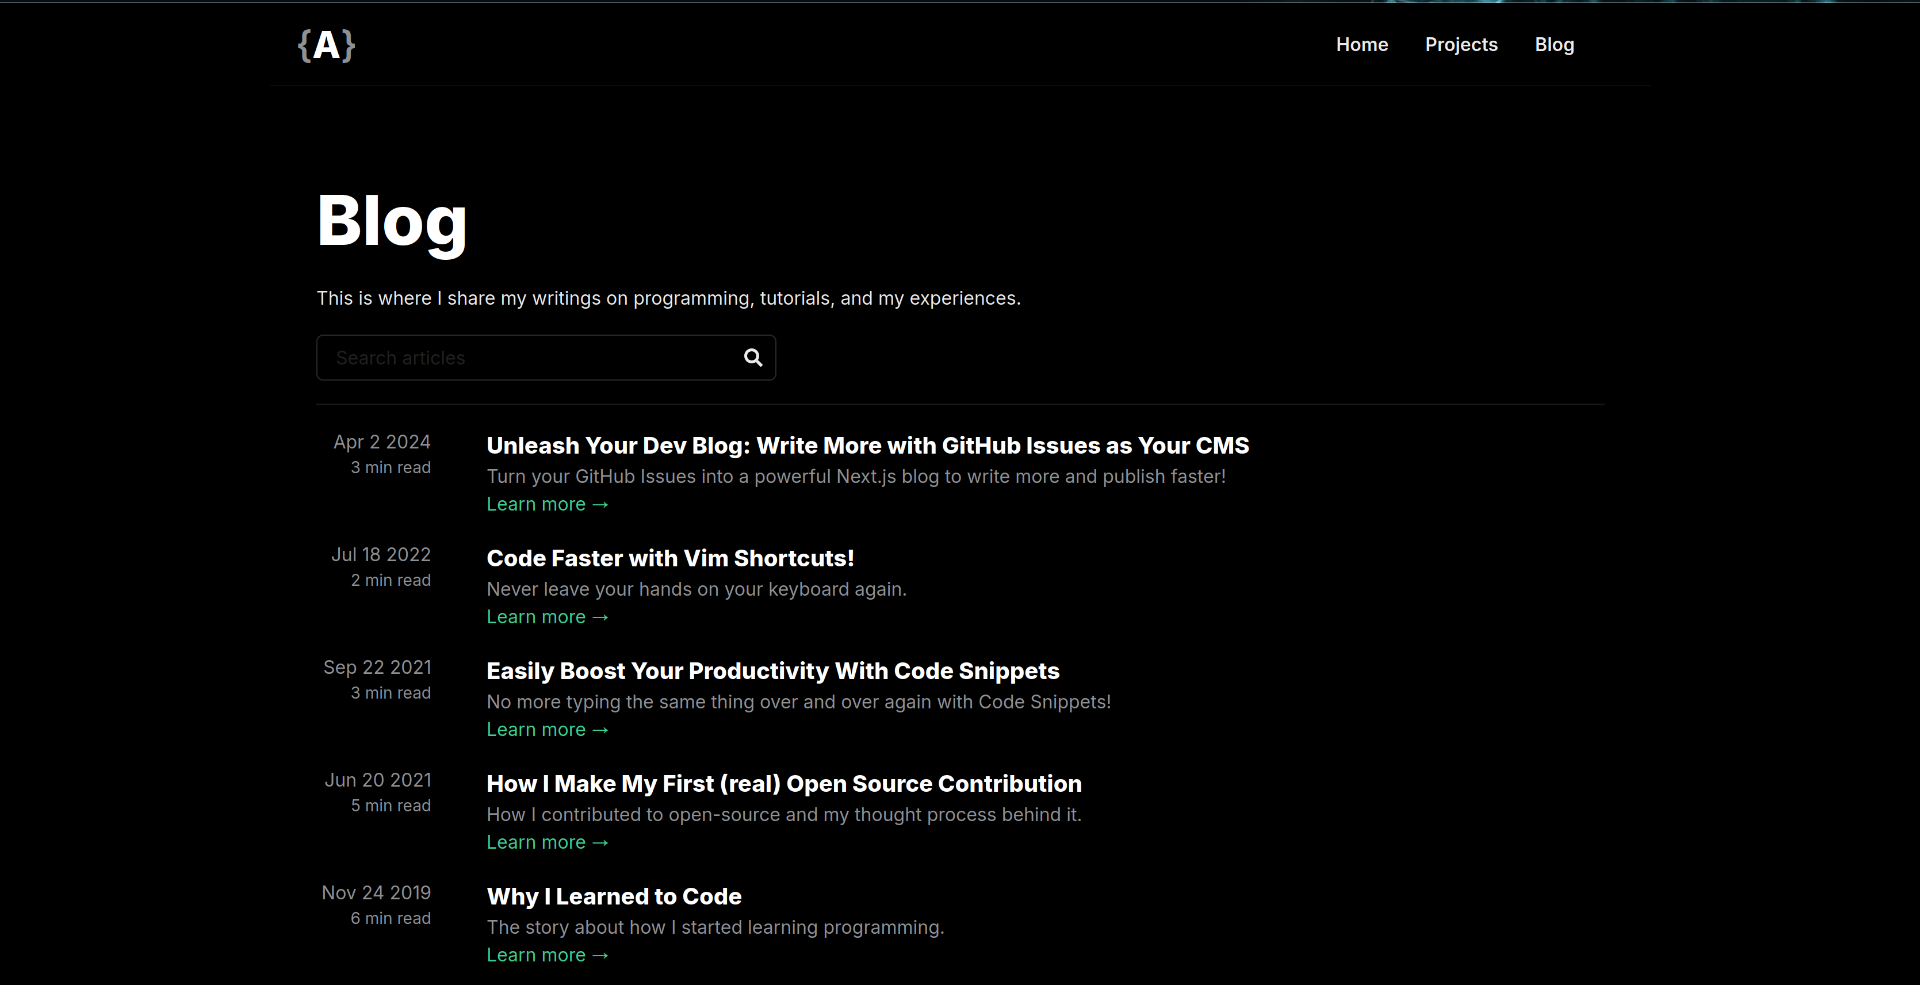 {A}
Home Projects Blog
Blog
This is where I share my writings on programming, tutorials, and my experiences.
Search articles
Apr 2 2024
3 min read
Unleash Your Dev Blog: Write More with GitHub Issues as Your CMS
Turn your GitHub Issues into a powerful Next.js blog to write more and publish faster!
Learn more →
Jul 18 2022
2 min read
Code Faster with Vim Shortcuts!
Never leave your hands on your keyboard again.
Learn more →
Sep 22 2021
3 min read
Easily Boost Your Productivity With Code Snippets
No more typing the same thing over and over again with Code Snippets!
Learn more →
Jun 20 2021
5 min read
How I Make My First (real) Open Source Contribution
How I contributed to open-source and my thought process behind it.
Learn more →
Nov 24 2019
6 min read
Why I Learned to Code
The story about how I started learning programming.
Learn more →